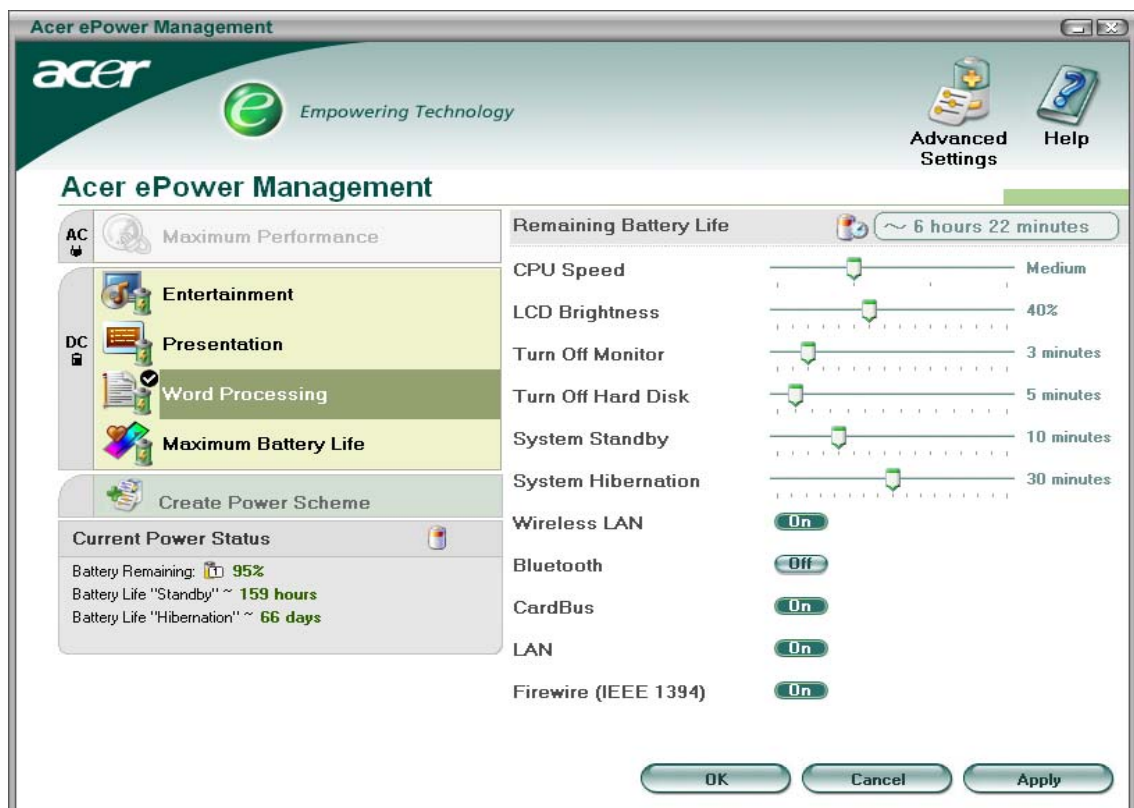 Acer ePower Management
acer
e Empowering Technology
Advanced Settings
Help
Acer ePower Management
AC
Maximum Performance
DC
Entertainment
Presentation
Word Processing
Maximum Battery Life
Create Power Scheme
Current Power Status
Battery Remaining: 1 95%
Battery Life "Standby" ~ 159 hours
Battery Life "Hibernation" ~ 66 days
Remaining Battery Life ~ 6 hours 22 minutes
CPU Speed Medium
LCD Brightness 40%
Turn Off Monitor 3 minutes
Turn Off Hard Disk 5 minutes
System Standby 10 minutes
System Hibernation 30 minutes
Wireless LAN On
Bluetooth Off
CardBus On
LAN On
Firewire (IEEE 1394) On
OK Cancel Apply